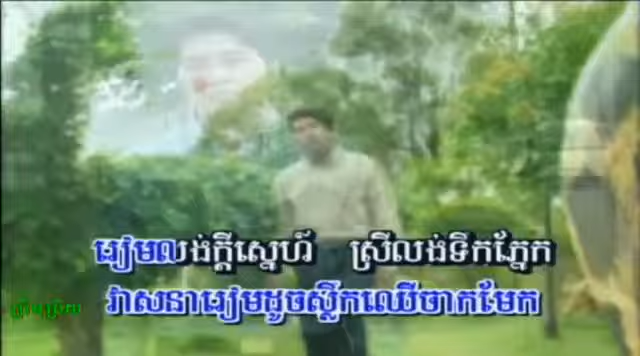 រៀមលង់ក្ដីស្នេហ៍ ស្រីលង់ទឹកភ្នែក
វាសនារៀមដូចស្លឹកឈើចាកមែក